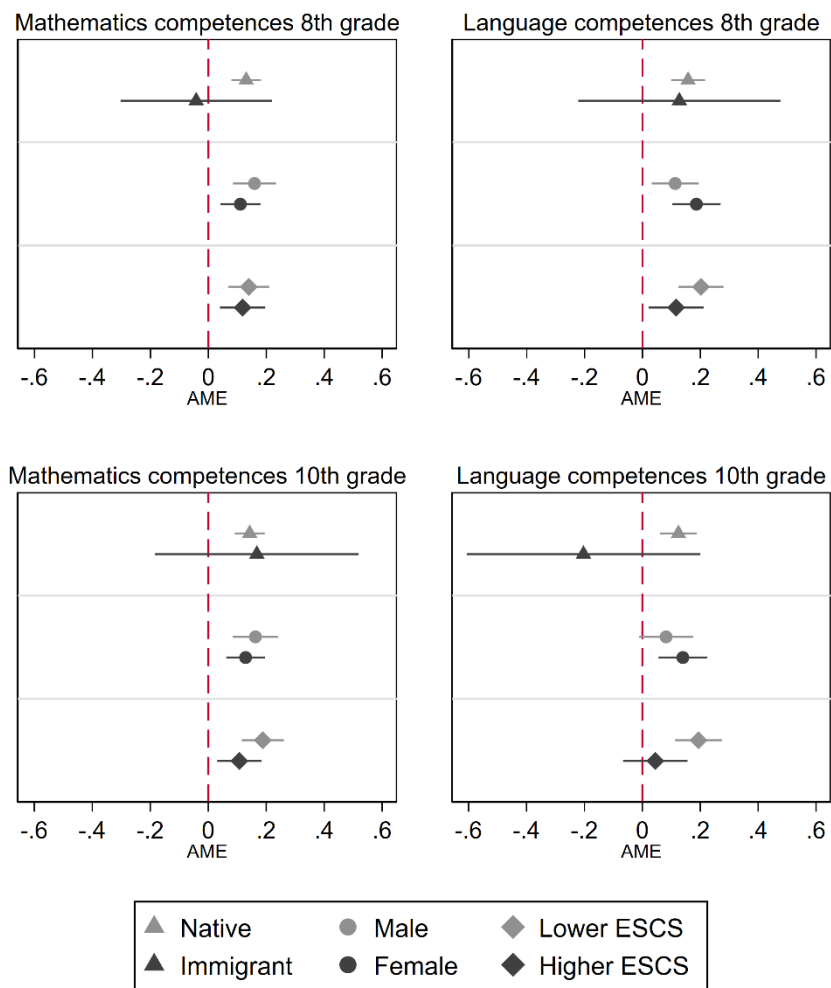 Mathematics competences 8th grade
-.6 -.4 -.2 0 .2 .4 .6
AME
Language competences 8th grade
-.6 -.4 -.2 0 .2 .4 .6
AME
Mathematics competences 10th grade
-.6 -.4 -.2 0 .2 .4 .6
AME
Language competences 10th grade
-.6 -.4 -.2 0 .2 .4 .6
AME
Native Male Lower ESCS
Immigrant Female Higher ESCS